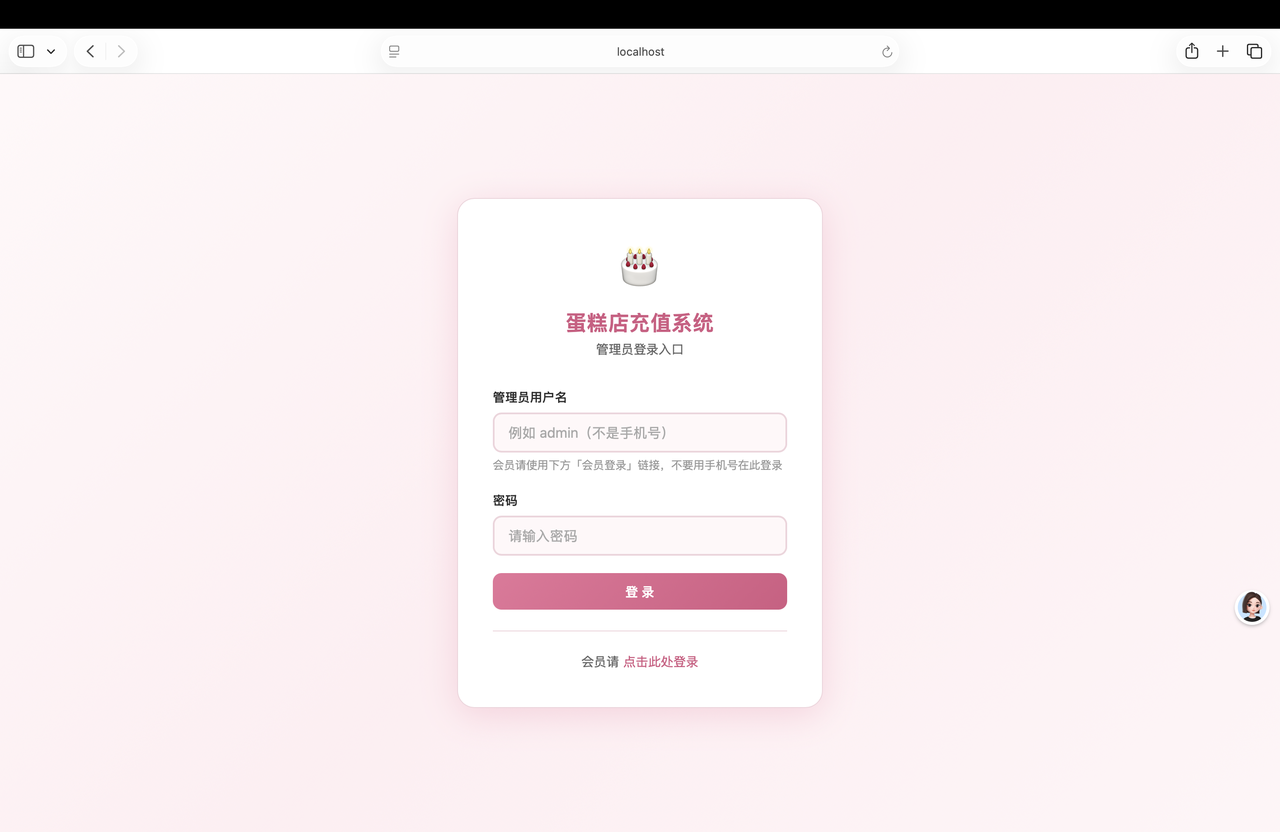 localhost
蛋糕店充值系统
管理员登录入口
管理员用户名
例如 admin（不是手机号）
会员请使用下方「会员登录」链接，不要用手机号在此登录
密码
请输入密码
登 录
会员请 点击此处登录